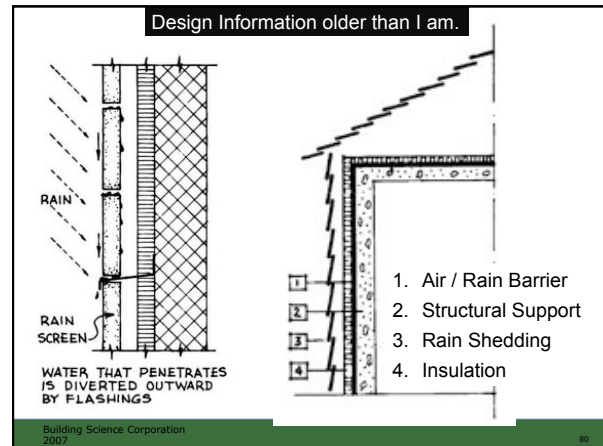 Design Information older than I am.
RAIN
RAIN
SCREEN
WATER THAT PENETRATES
IS DIVERTED OUTWARD
BY FLASHINGS
1
2
3
4
1. Air / Rain Barrier
2. Structural Support
3. Rain Shedding
4. Insulation
Building Science Corporation
2007
80